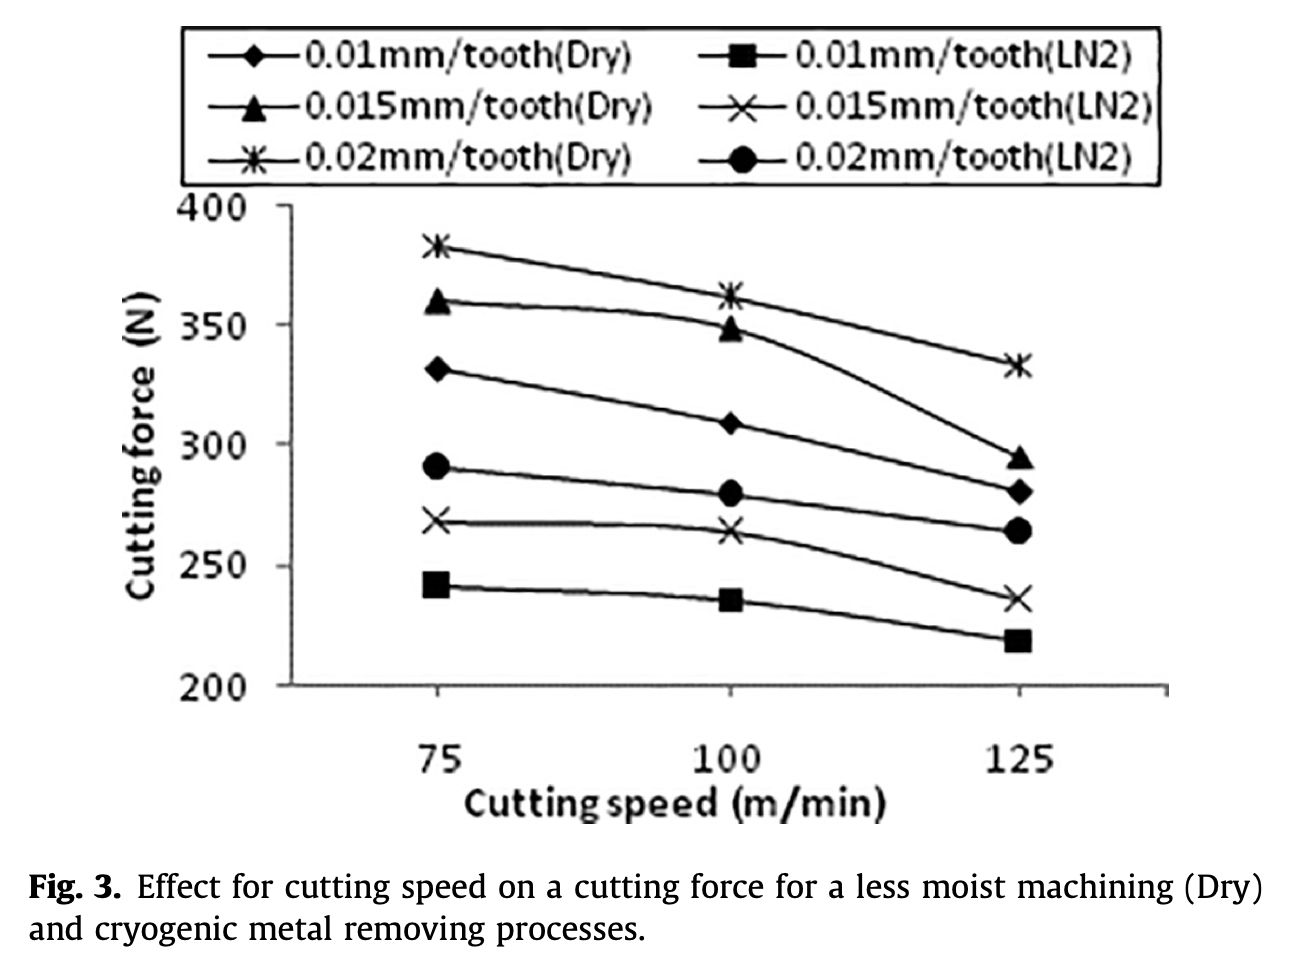 0.01mm/tooth(Dry) 0.01mm/tooth(LN2)
0.015mm/tooth(Dry) 0.015mm/tooth(LN2)
0.02mm/tooth(Dry) 0.02mm/tooth(LN2)
400
350
300
250
200
Cutting force (N)
75 100 125
Cutting speed (m/min)
Fig. 3. Effect for cutting speed on a cutting force for a less moist machining (Dry)
and cryogenic metal removing processes.